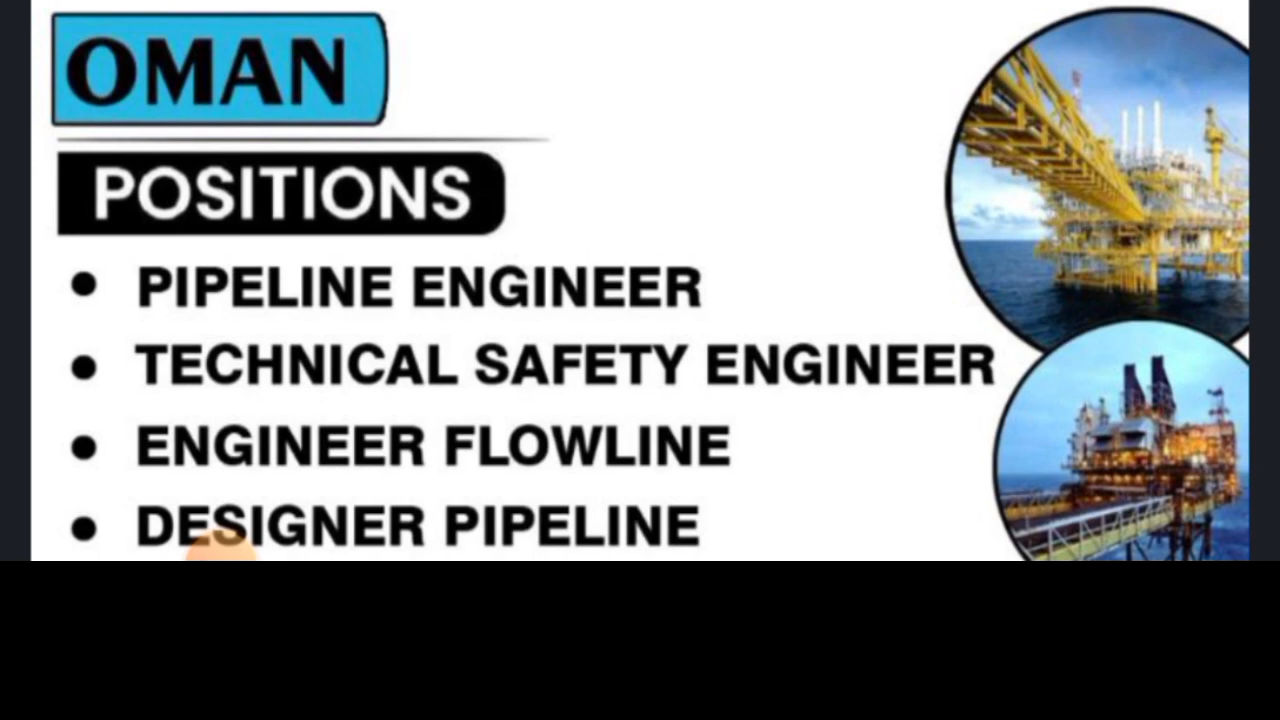 OMAN
POSITIONS
• PIPELINE ENGINEER
• TECHNICAL SAFETY ENGINEER
• ENGINEER FLOWLINE
• DESIGNER PIPELINE